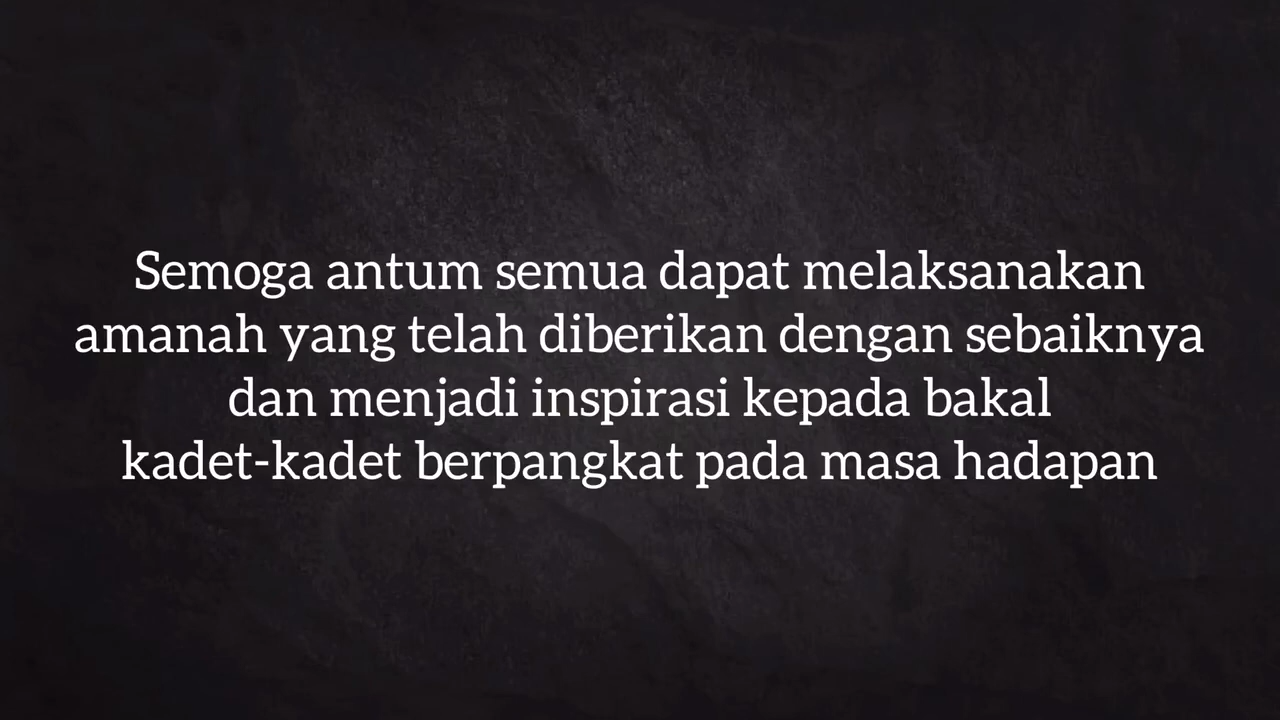 Semoga antum semua dapat melaksanakan
amanah yang telah diberikan dengan sebaiknya
dan menjadi inspirasi kepada bakal
kadet-kadet berpangkat pada masa hadapan